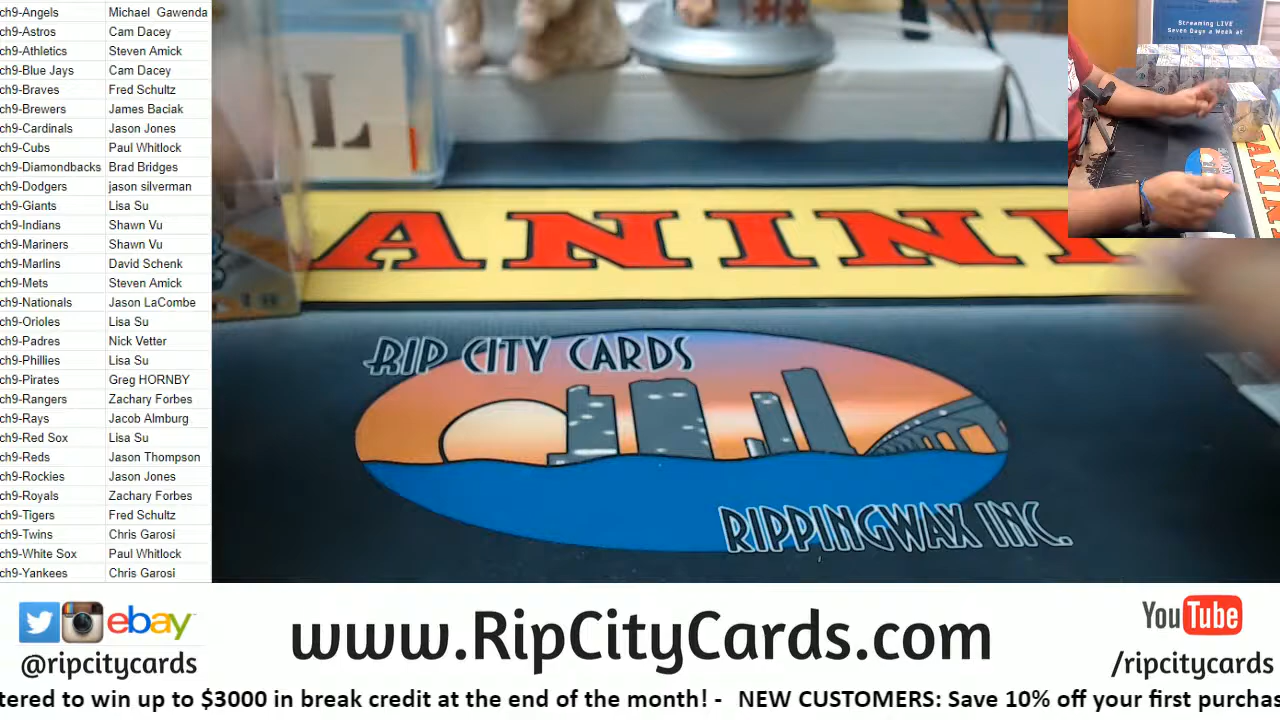 ch9-Angels Michael Gawenda
ch9-Astros Cam Dacey
ch9-Athletics Steven Amick
ch9-Blue Jays Cam Dacey
ch9-Braves Fred Schultz
ch9-Brewers James Baciak
ch9-Cardinals Jason Jones
ch9-Cubs Paul Whitlock
ch9-Diamondbacks Brad Bridges
ch9-Dodgers jason silverman
ch9-Giants Lisa Su
ch9-Indians Shawn Vu
ch9-Mariners Shawn Vu
ch9-Marlins David Schenk
ch9-Mets Steven Amick
ch9-Nationals Jason LaCombe
ch9-Orioles Lisa Su
ch9-Padres Nick Vetter
ch9-Phillies Lisa Su
ch9-Pirates Greg HORNBY
ch9-Rangers Zachary Forbes
ch9-Rays Jacob Almburg
ch9-Red Sox Lisa Su
ch9-Reds Jason Thompson
ch9-Rockies Jason Jones
ch9-Royals Zachary Forbes
ch9-Tigers Fred Schultz
ch9-Twins Chris Garosi
ch9-White Sox Paul Whitlock
ch9-Yankees Chris Garosi
L
ANINI
RIP CITY CARDS
RIPPINGWAX INC.
Streaming LIVE
Seven Days a Week at
ANINI
ebay
@ripcitycards
www.RipCityCards.com
YouTube
/ripcitycards
tered to win up to $3000 in break credit at the end of the month! - NEW CUSTOMERS: Save 10% off your first purchas